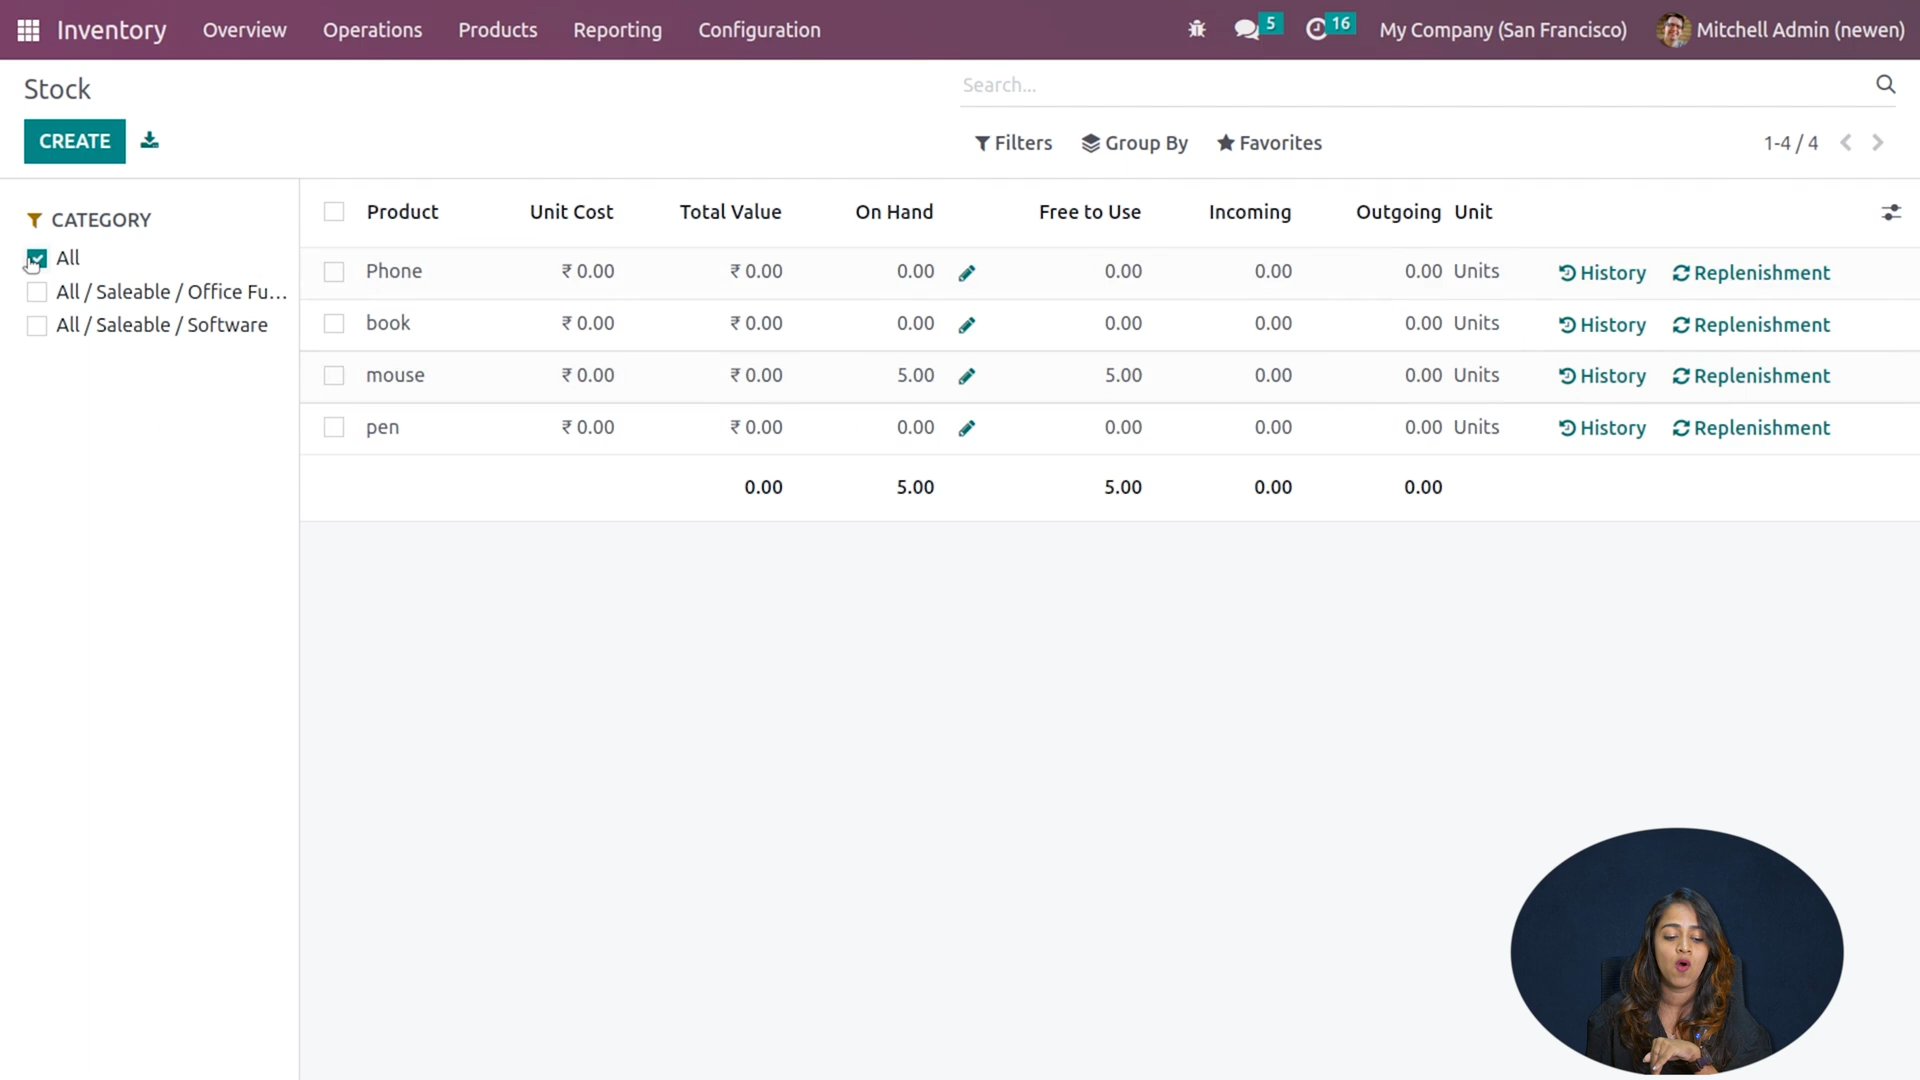 Inventory Overview Operations Products Reporting Configuration 5 16 My Company (San Francisco) Mitchell Admin (newen)
Stock
Search...
CREATE
Filters Group By Favorites 1-4 / 4
CATEGORY
All
All / Saleable / Office Fu...
All / Saleable / Software
Product Unit Cost Total Value On Hand Free to Use Incoming Outgoing Unit
Phone ₹ 0.00 ₹ 0.00 0.00 0.00 0.00 0.00 Units History Replenishment
book ₹ 0.00 ₹ 0.00 0.00 0.00 0.00 0.00 Units History Replenishment
mouse ₹ 0.00 ₹ 0.00 5.00 5.00 0.00 0.00 Units History Replenishment
pen ₹ 0.00 ₹ 0.00 0.00 0.00 0.00 0.00 Units History Replenishment
0.00 5.00 5.00 0.00 0.00